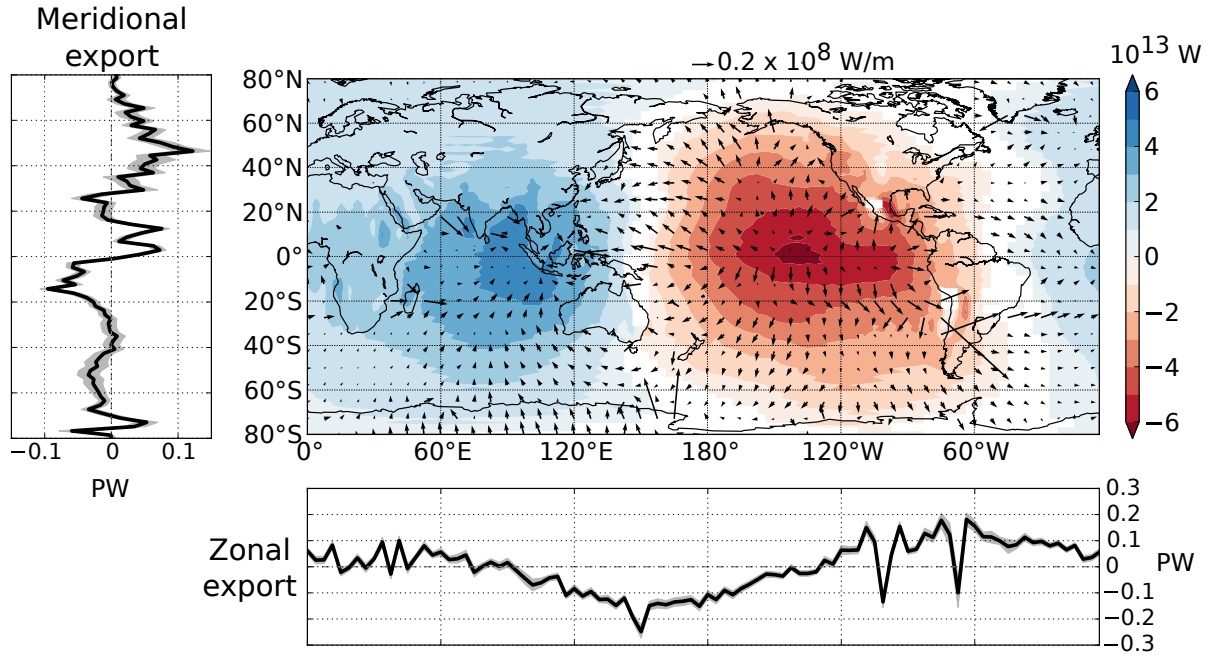 Meridional
export
0.2 x 10⁸ W/m
10¹³ W
80°N
60°N
40°N
20°N
0°
20°S
40°S
60°S
80°S
6
4
2
0
−2
−4
−6
−0.1
0
0.1
PW
0°
60°E
120°E
180°
120°W
60°W
Zonal
export
0.3
0.2
0.1
0
−0.1
−0.2
−0.3
PW